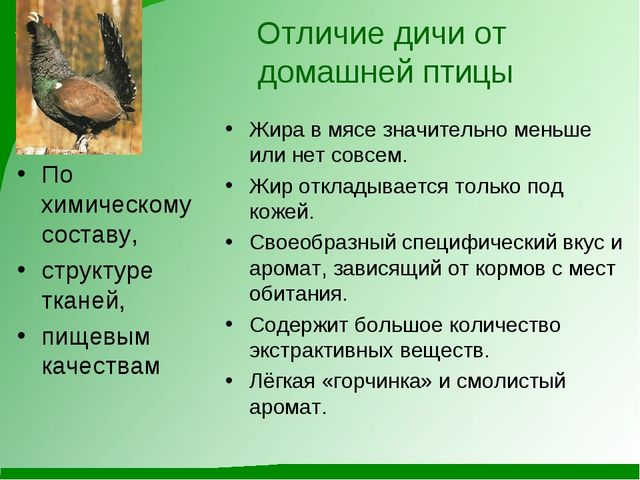 Отличие дичи от
домашней птицы
• По
химическому
составу,
• структуре
тканей,
• пищевым
качествам
• Жира в мясе значительно меньше
или нет совсем.
• Жир откладывается только под
кожей.
• Своеобразный специфический вкус и
аромат, зависящий от кормов с мест
обитания.
• Содержит большое количество
экстрактивных веществ.
• Лёгкая «горчинка» и смолистый
аромат.